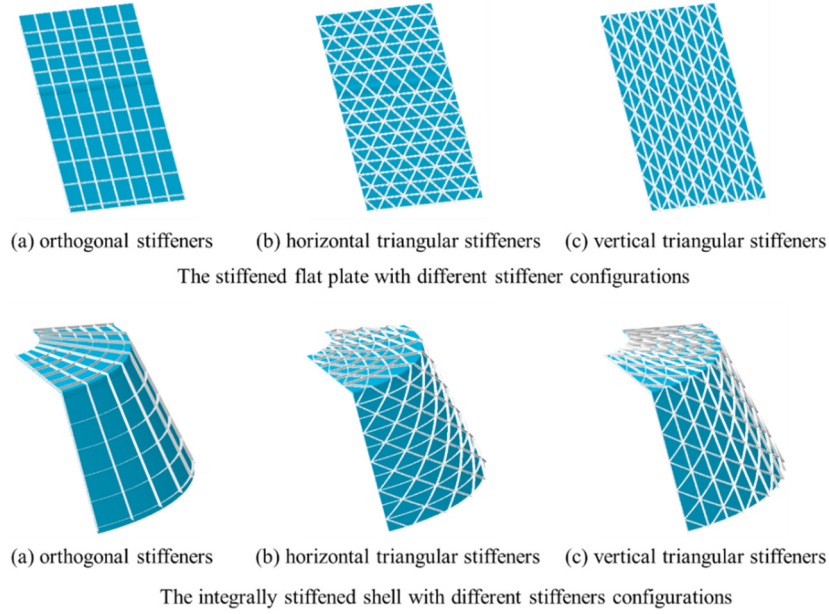 (a) orthogonal stiffeners (b) horizontal triangular stiffeners (c) vertical triangular stiffeners
The stiffened flat plate with different stiffener configurations
(a) orthogonal stiffeners (b) horizontal triangular stiffeners (c) vertical triangular stiffeners
The integrally stiffened shell with different stiffeners configurations